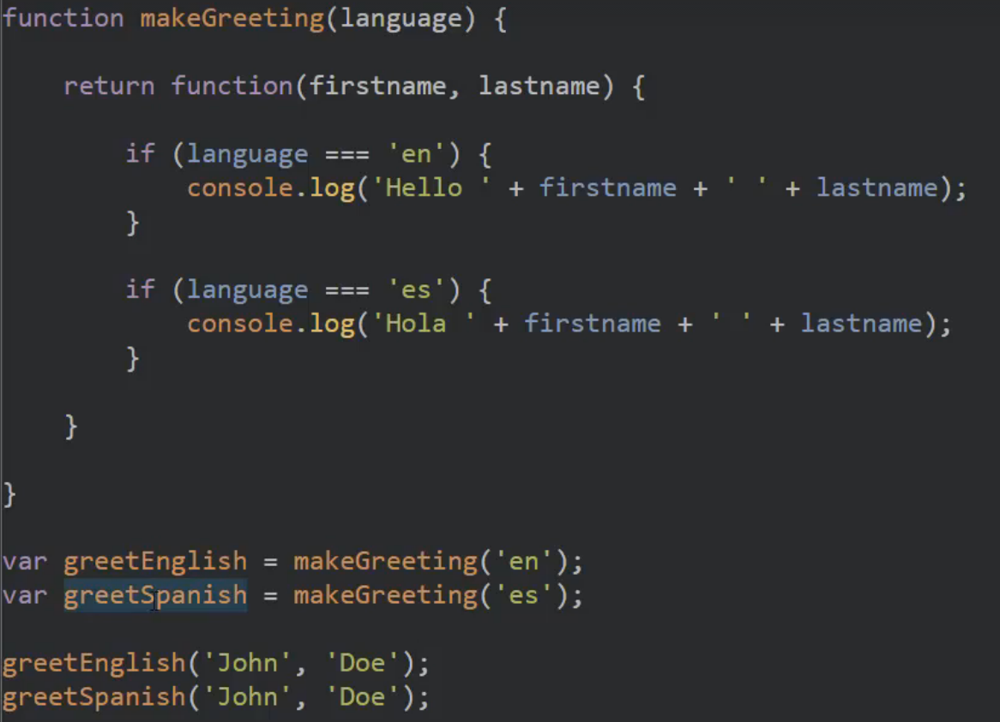 function makeGreeting(language) {
return function(firstname, lastname) {
if (language === 'en') {
console.log('Hello ' + firstname + ' ' + lastname);
}
if (language === 'es') {
console.log('Hola ' + firstname + ' ' + lastname);
}
}
}
var greetEnglish = makeGreeting('en');
var greetSpanish = makeGreeting('es');
greetEnglish('John', 'Doe');
greetSpanish('John', 'Doe');